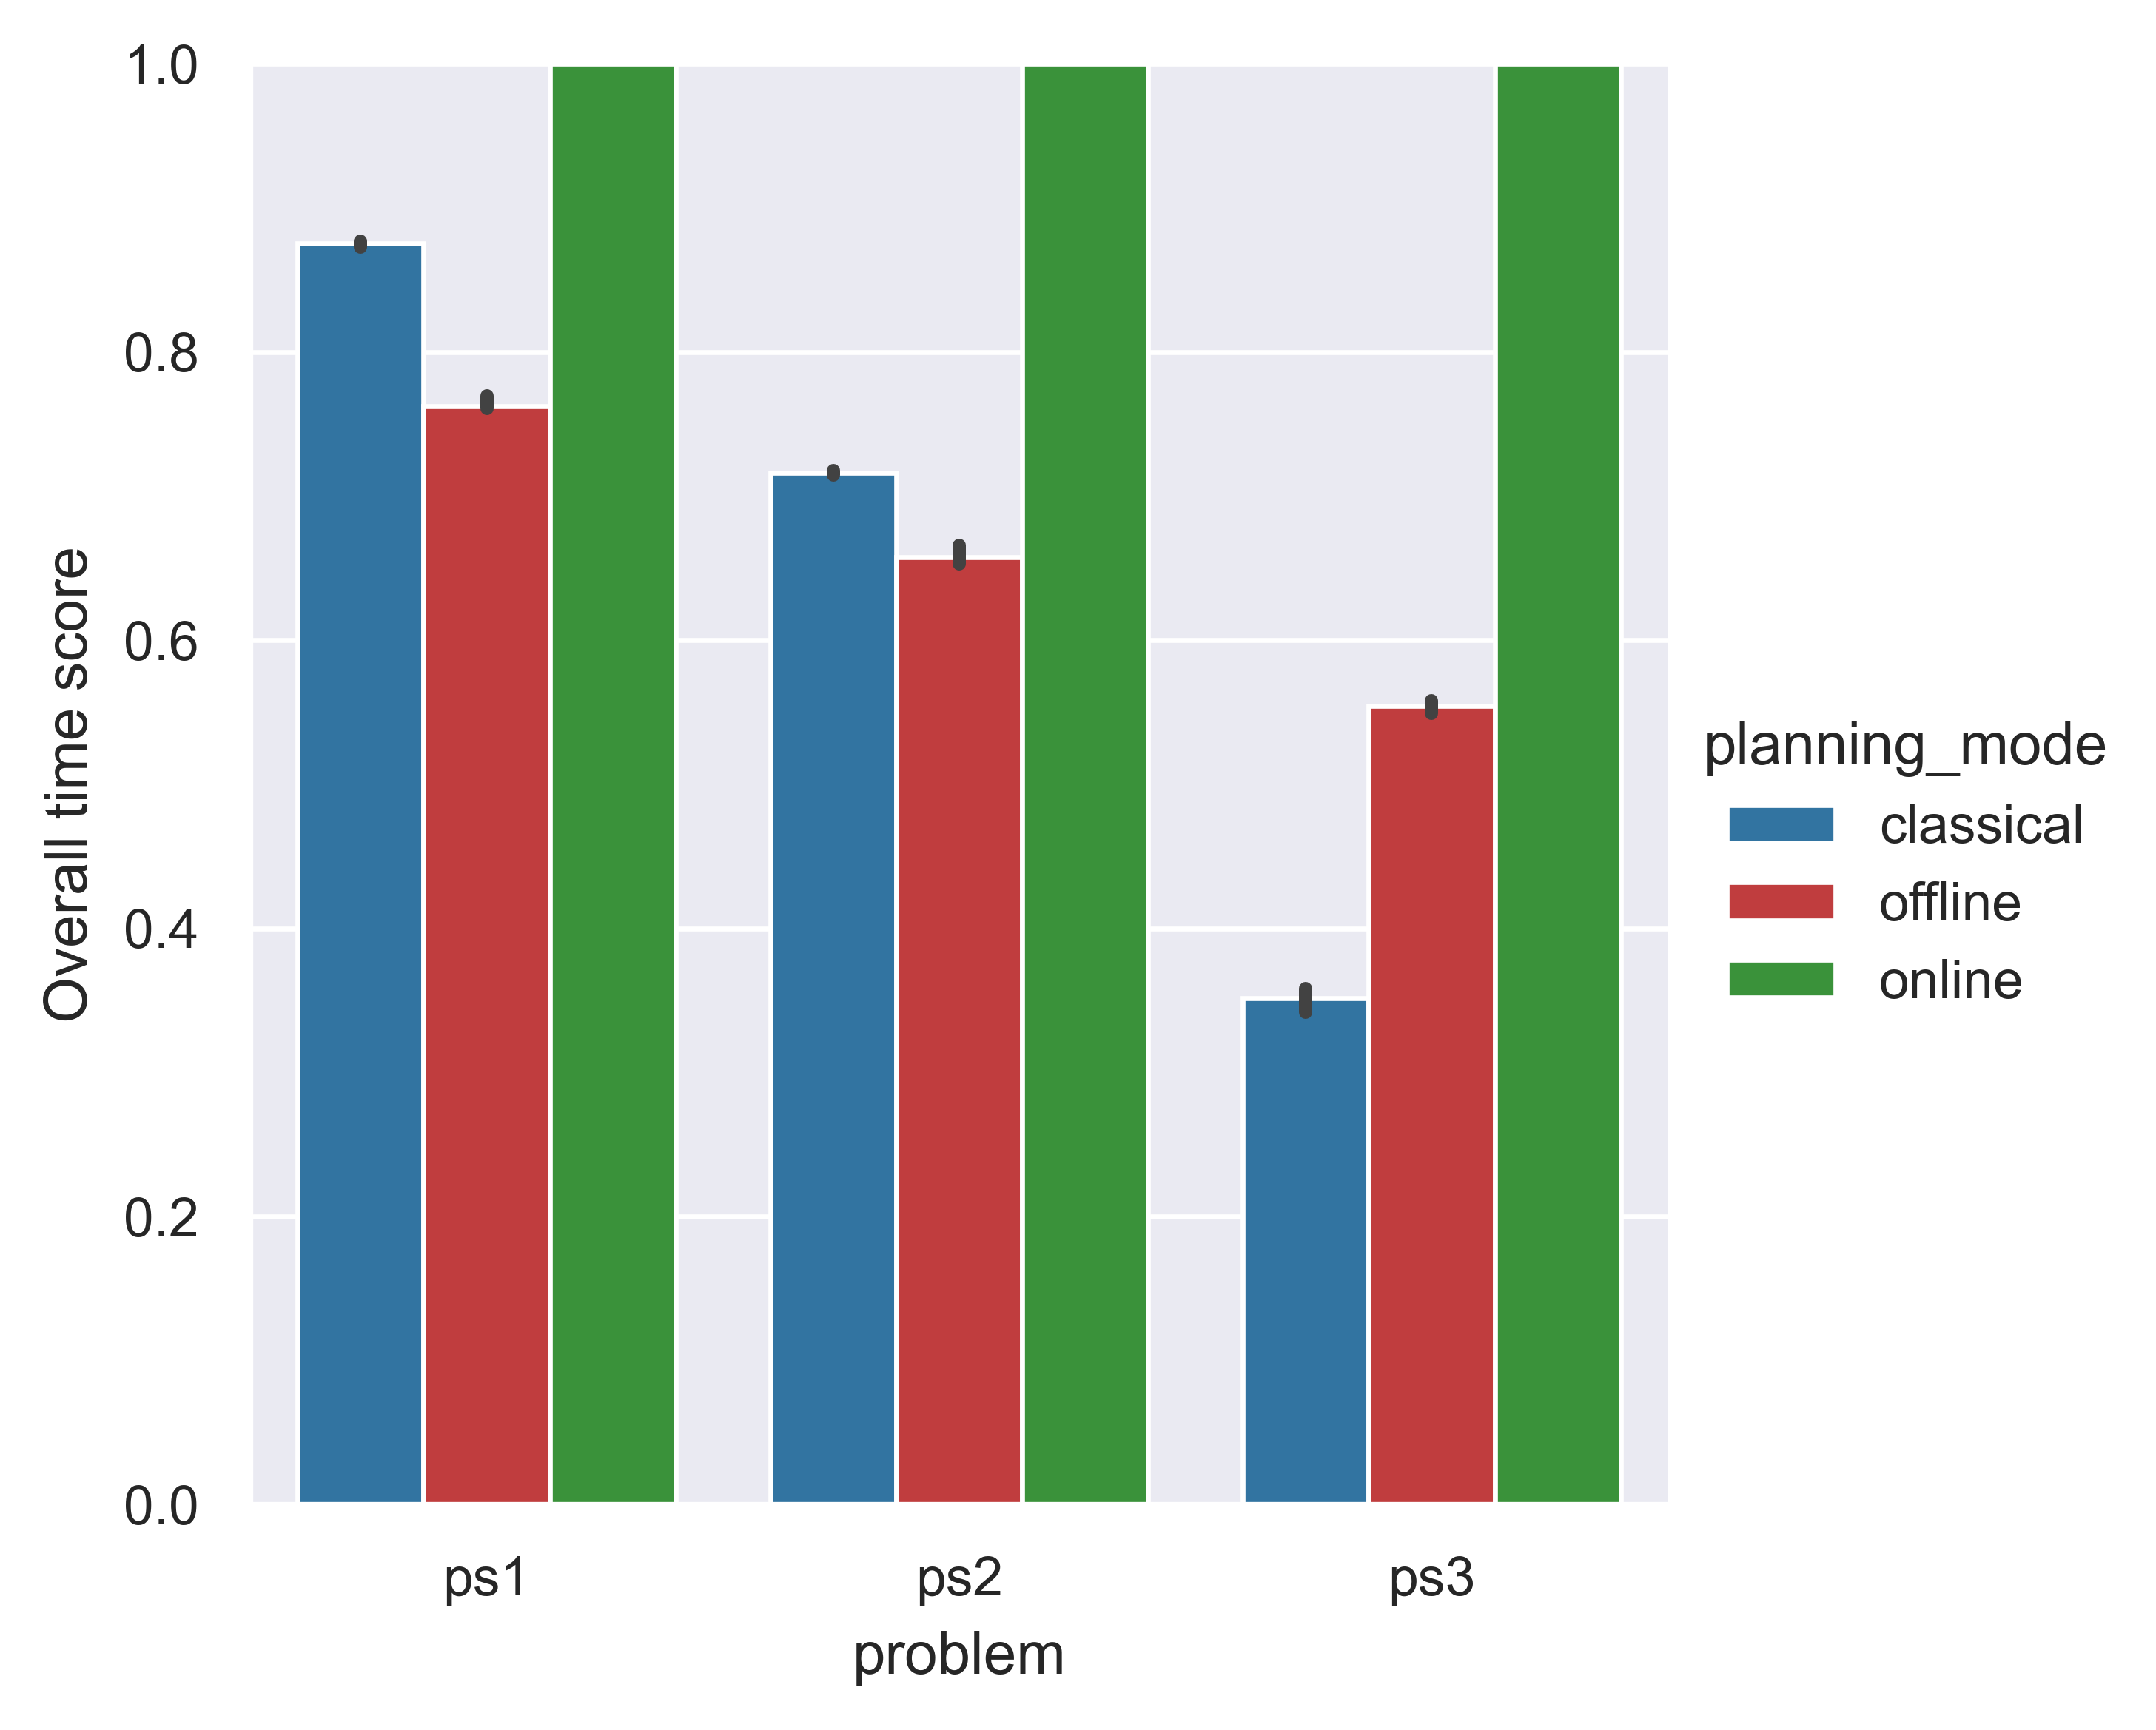 Overall time score
1.0
0.8
0.6
0.4
0.2
0.0
ps1 ps2 ps3
problem
planning_mode
classical
offline
online